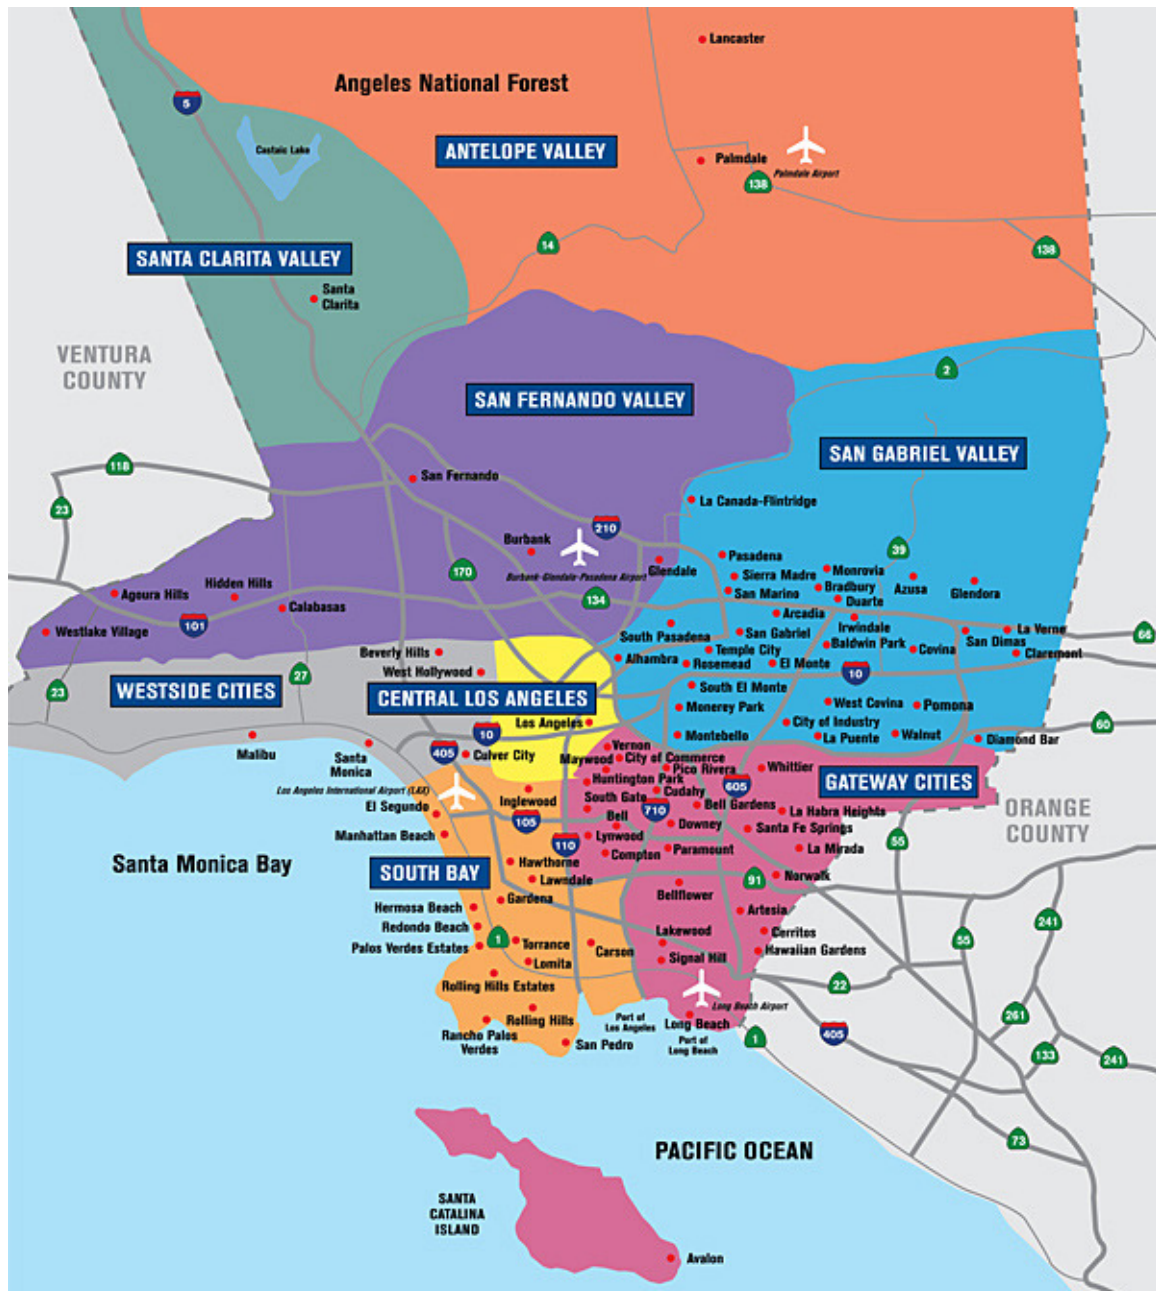 Lancaster
Angeles National Forest
5
Castaic Lake
ANTELOPE VALLEY
Palmdale
Palmdale Airport
138
14
138
SANTA CLARITA VALLEY
Santa
Clarita
VENTURA
COUNTY
2
SAN FERNANDO VALLEY
SAN GABRIEL VALLEY
118
San Fernando
23
La Canada-Flintridge
210
Burbank
39
Burbank-Glendale-Pasadena Airport
170
Glendale
Pasadena
Sierra Madre
Monrovia
Bradbury
Azusa
Glendora
Hidden Hills
Agoura Hills
Calabasas
134
San Marino
Duarte
Arcadia
Irwindale
101
Westlake Village
South Pasadena
San Gabriel
Baldwin Park
San Dimas
La Verne
66
Beverly Hills
Temple City
Covina
Claremont
Alhambra
Rosemead
El Monte
West Hollywood
10
27
23
WESTSIDE CITIES
CENTRAL LOS ANGELES
South El Monte
Monerey Park
West Covina
Pomona
Los Angeles
City of Industry
60
Malibu
10
Montebello
La Puente
Walnut
Diamond Bar
Santa
Monica
405
Culver City
Vernon
Maywood
City of Commerce
Pico Rivera
Whittier
GATEWAY CITIES
Los Angeles International Airport (LAX)
Huntington Park
Cudahy
605
El Segundo
Inglewood
South Gate
Bell Gardens
La Habra Heights
ORANGE
COUNTY
105
710
Bell
Downey
Santa Fe Springs
Manhattan Beach
Lynwood
110
55
Santa Monica Bay
SOUTH BAY
Hawthorne
Compton
Paramount
La Mirada
Lawndale
Norwalk
91
Gardena
Bellflower
Hermosa Beach
Artesia
Redondo Beach
Lakewood
Cerritos
241
1
55
Palos Verdes Estates
Torrance
Carson
Hawaiian Gardens
Lomita
Signal Hill
Rolling Hills Estates
22
Long Beach Airport
Rolling Hills
Port of
Los Angeles
Long Beach
261
Rancho Palos
Verdes
San Pedro
Port of
Long Beach
1
405
133
241
73
PACIFIC OCEAN
SANTA
CATALINA
ISLAND
Avalon